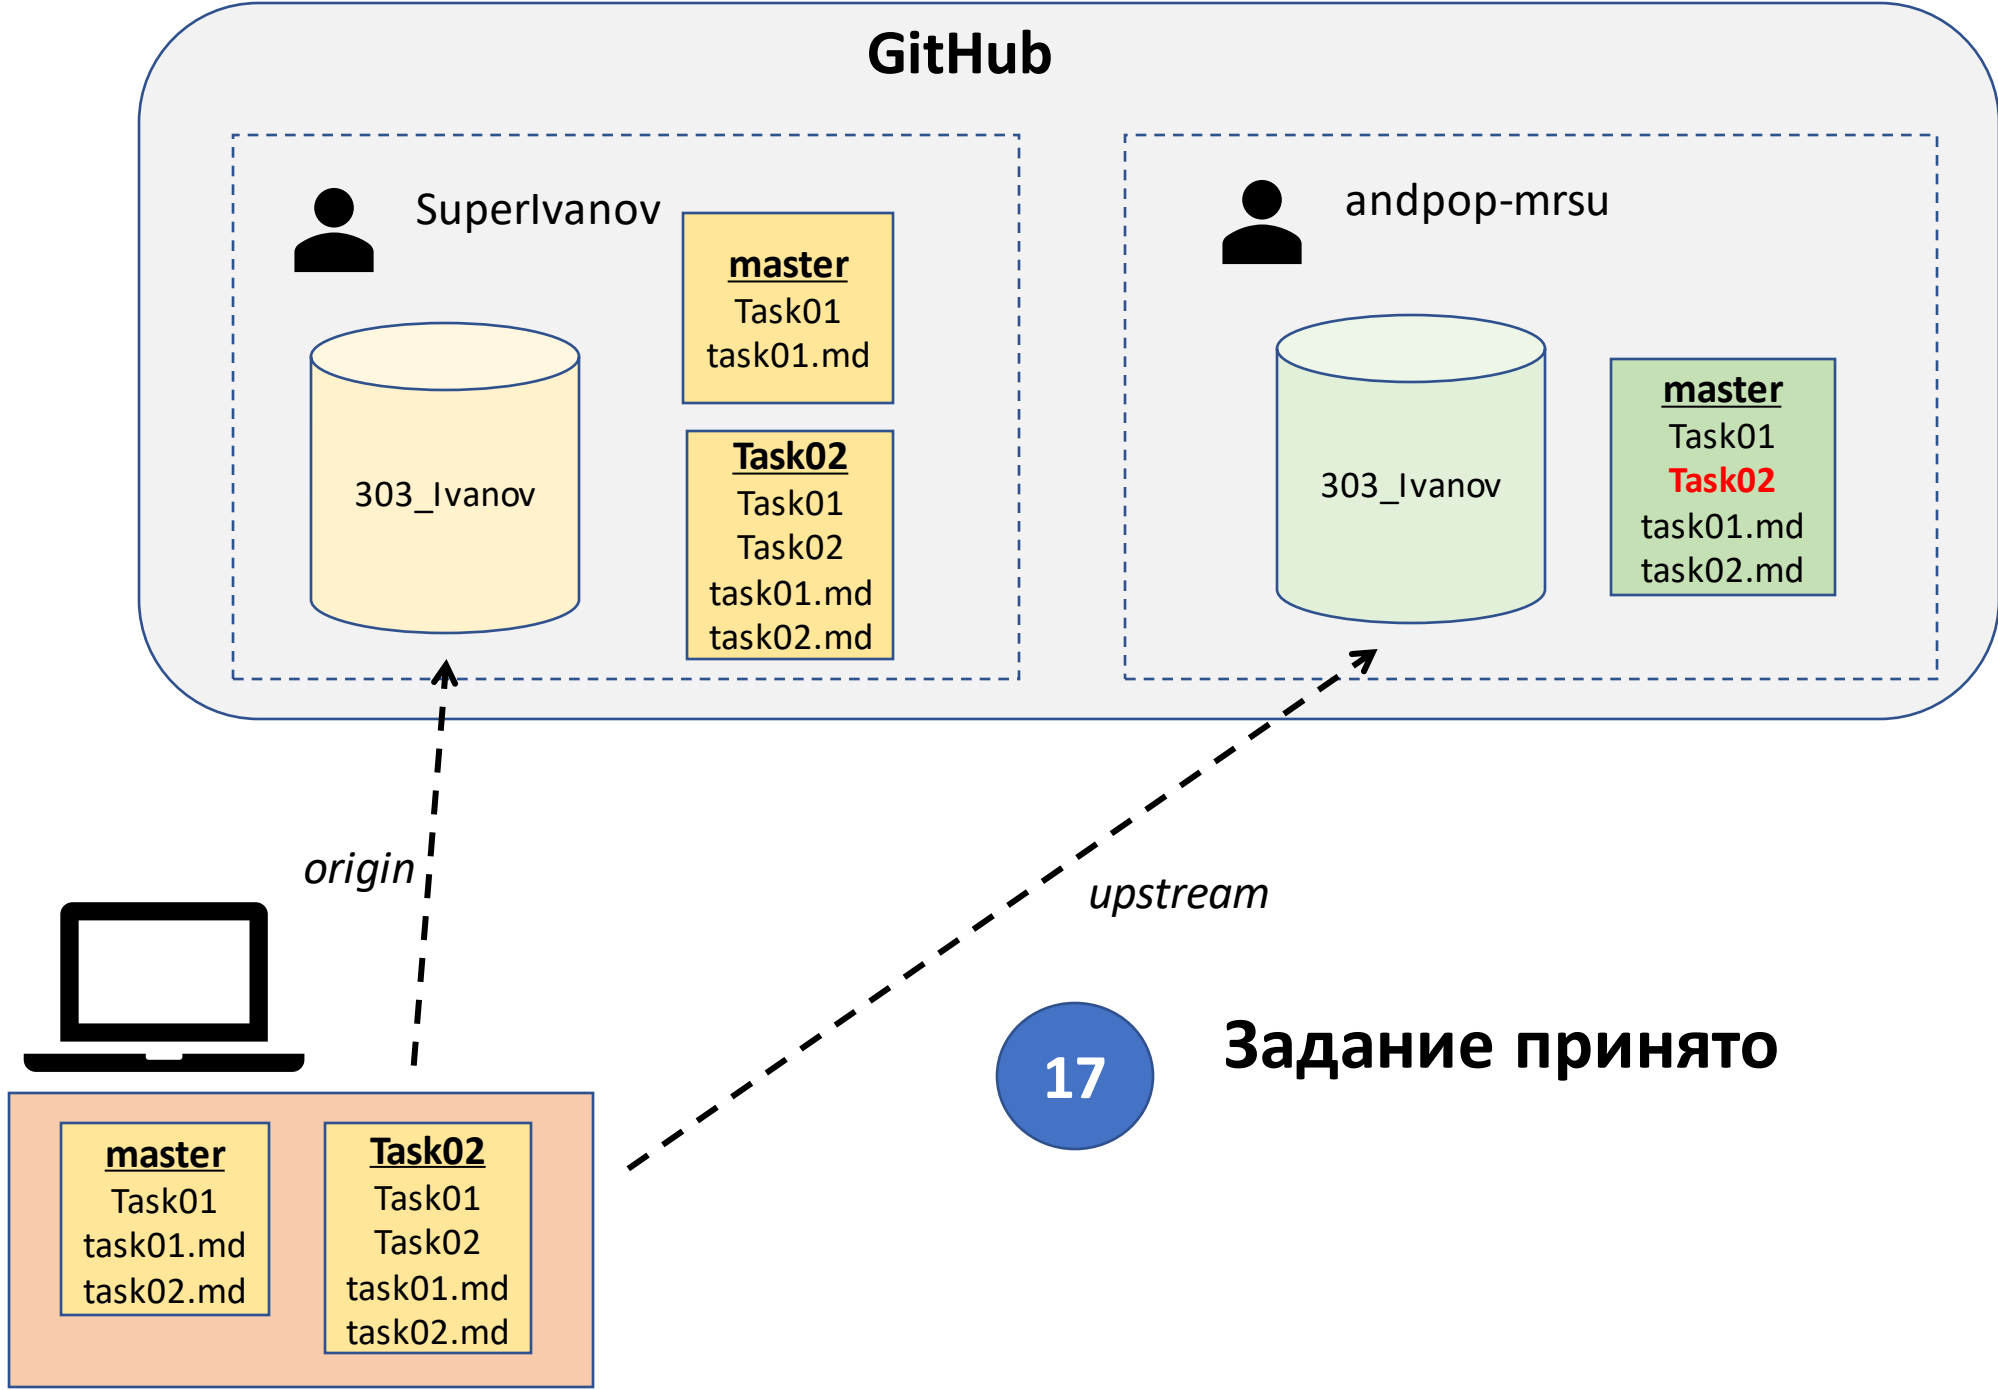 GitHub
SuperIvanov
master
Task01
task01.md
Task02
Task01
Task02
task01.md
task02.md
303_Ivanov
andpop-mrsu
303_Ivanov
master
Task01
Task02
task01.md
task02.md
origin
upstream
17
Задание принято
master
Task01
task01.md
task02.md
Task02
Task01
Task02
task01.md
task02.md